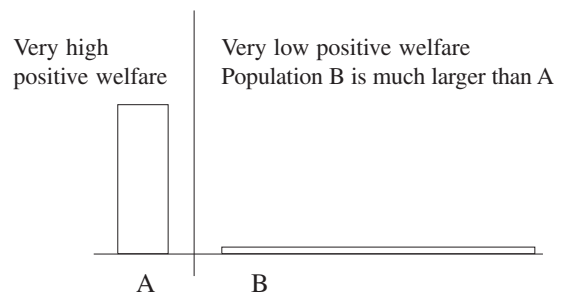 Very high
positive welfare
Very low positive welfare
Population B is much larger than A
A
B